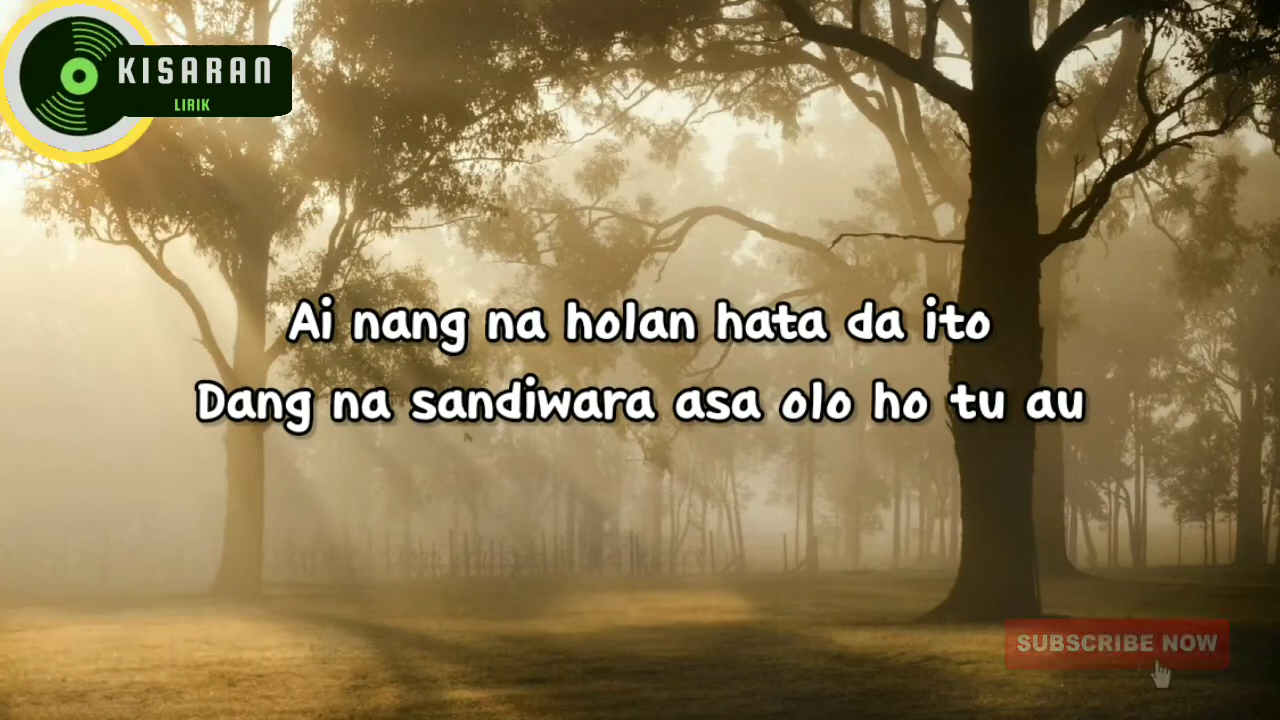 KISARAN
LIRIK
Ai nang na holan hata da ito
Dang na sandiwara asa olo ho tu au
SUBSCRIBE NOW